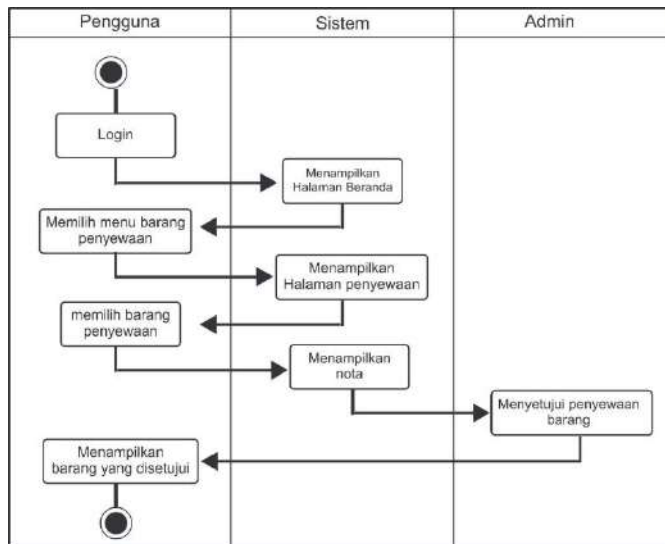 Pengguna
Sistem
Admin
Login
Menampilkan
Halaman Beranda
Memilih menu barang
penyewaan
Menampilkan
Halaman penyewaan
memilih barang
penyewaan
Menampilkan
nota
Menyetujui penyewaan
barang
Menampilkan
barang yang disetujui